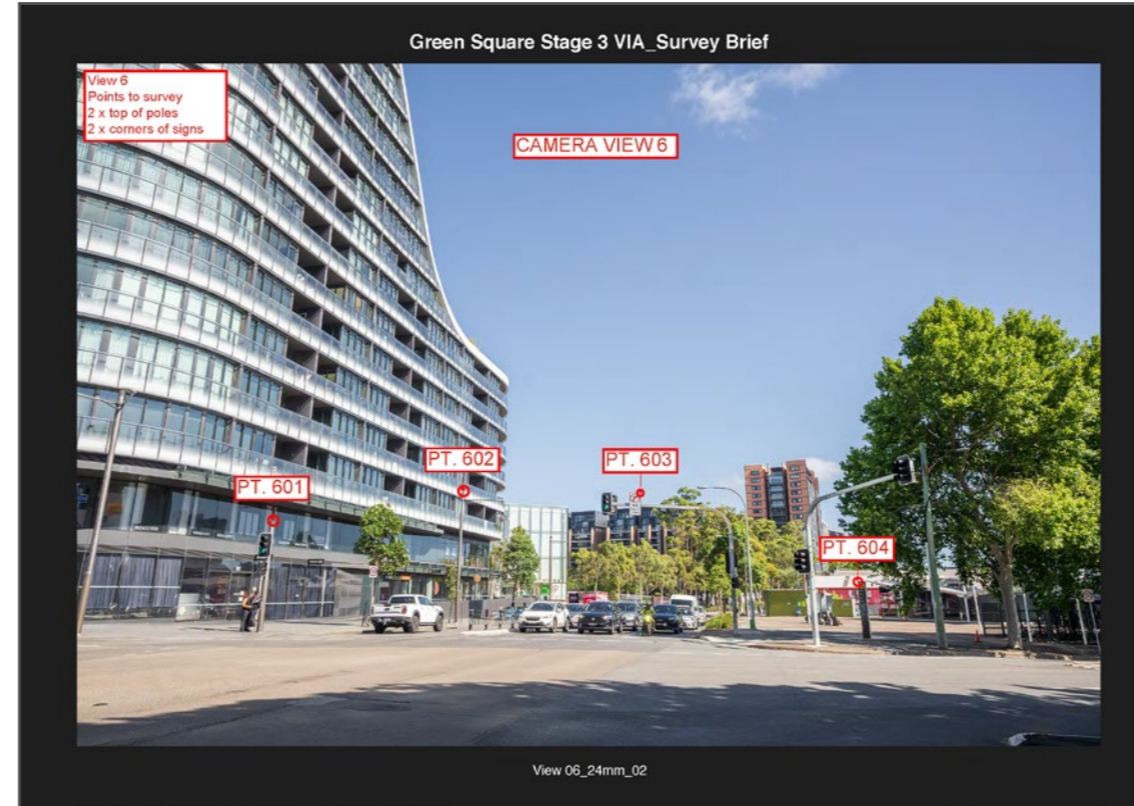 Green Square Stage 3 VIA_Survey Brief
View 6
Points to survey
2 x top of poles
2 x corners of signs
CAMERA VIEW 6
PT. 601
PT. 602
PT. 603
PT. 604
View 06_24mm_02